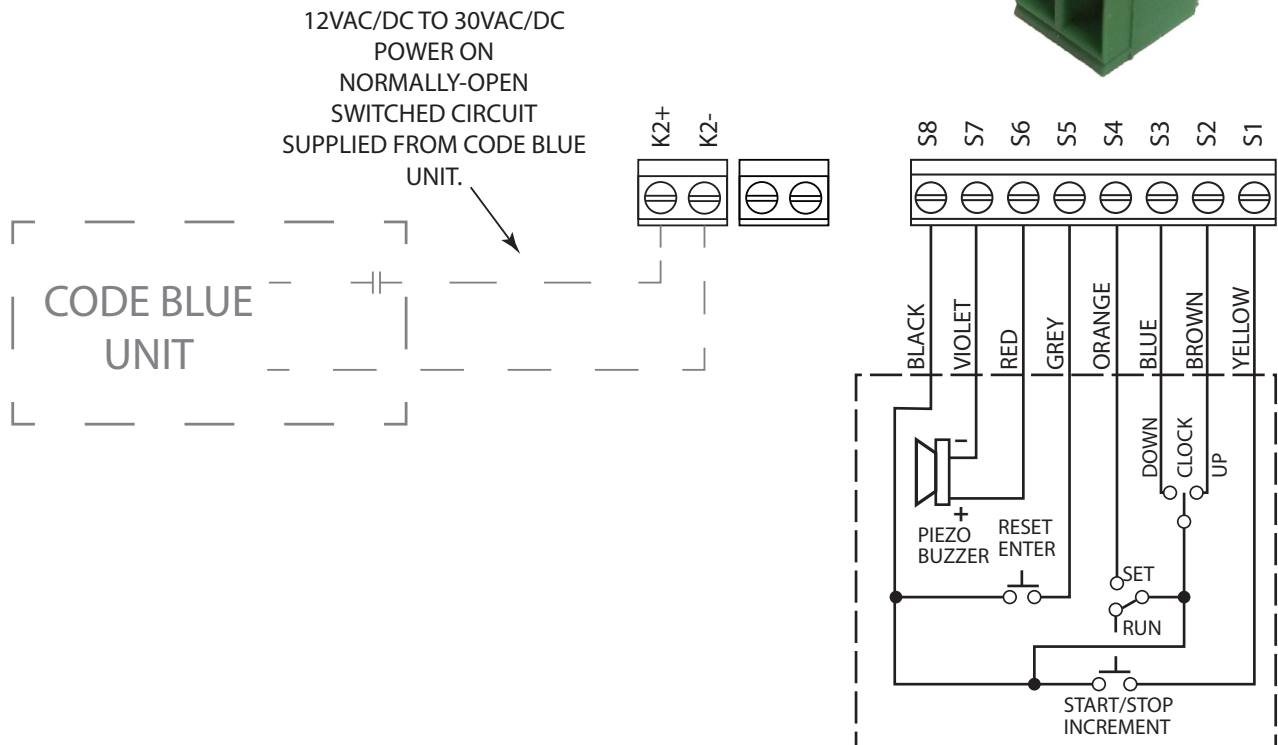 12VAC/DC TO 30VAC/DC
POWER ON
NORMALLY-OPEN
SWITCHED CIRCUIT
SUPPLIED FROM CODE BLUE
UNIT.
K2+
K2-
S8
S7
S6
S5
S4
S3
S2
S1
CODE BLUE
UNIT
BLACK
VIOLET
RED
GREY
ORANGE
BLUE
BROWN
YELLOW
DOWN
CLOCK
UP
−
+
PIEZO
BUZZER
RESET
ENTER
SET
RUN
START/STOP
INCREMENT